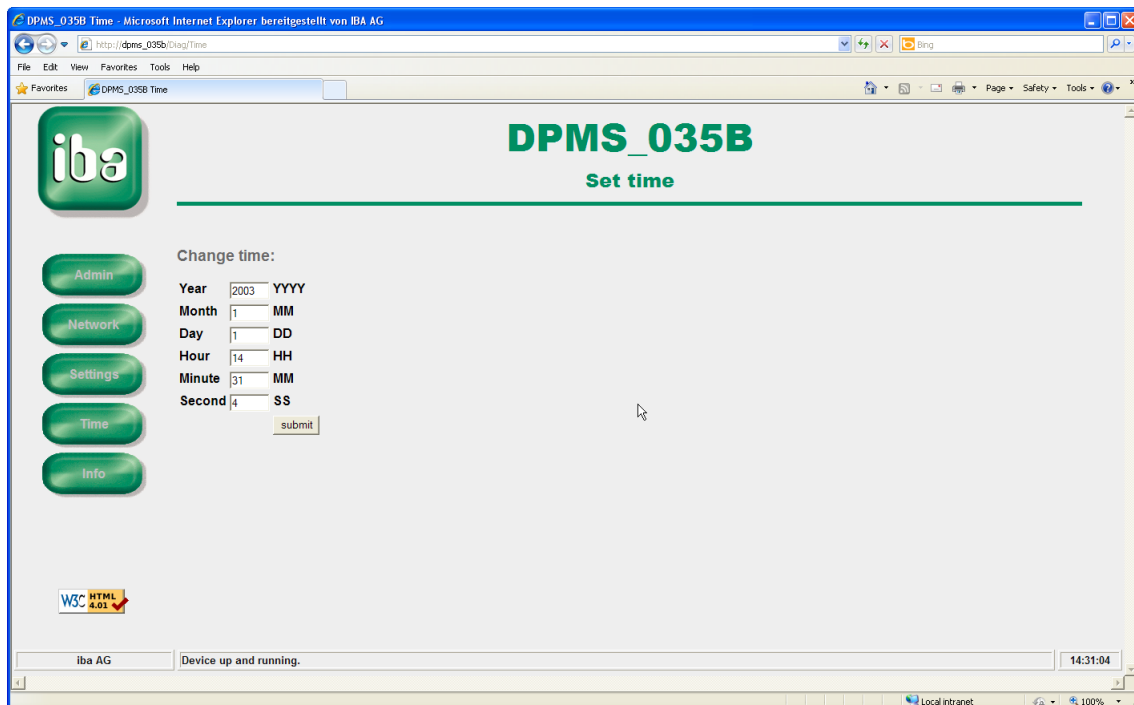 DPMS_035B Time - Microsoft Internet Explorer bereitgestellt von IBA AG
http://dpms_035b/Diag/Time
Bing
File Edit View Favorites Tools Help
Favorites DPMS_035B Time Page Safety Tools
iba
DPMS_035B
Set time
Change time:
Admin
Network
Settings
Time
Info
Year 2003 YYYY
Month 1 MM
Day 1 DD
Hour 14 HH
Minute 31 MM
Second 4 SS
submit
W3C HTML 4.01
iba AG Device up and running. 14:31:04
Local intranet 100%